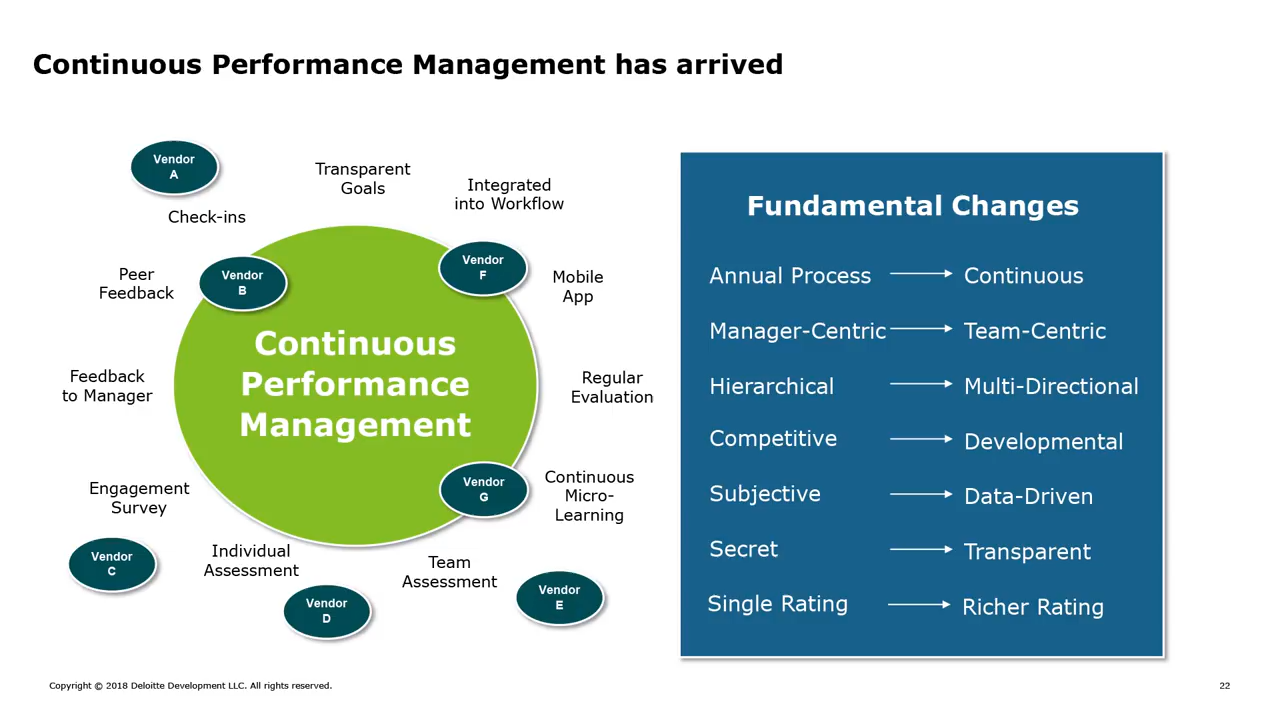 Continuous Performance Management has arrived
Vendor
A
Transparent
Goals
Integrated
into Workflow
Check-ins
Peer
Feedback
Vendor
B
Vendor
F
Mobile
App
Continuous
Performance
Management
Feedback
to Manager
Regular
Evaluation
Engagement
Survey
Vendor
G
Continuous
Micro-
Learning
Vendor
C
Individual
Assessment
Team
Assessment
Vendor
D
Vendor
E
Fundamental Changes
Annual Process Continuous
Manager-Centric Team-Centric
Hierarchical Multi-Directional
Competitive Developmental
Subjective Data-Driven
Secret Transparent
Single Rating Richer Rating
Copyright © 2018 Deloitte Development LLC. All rights reserved.
22